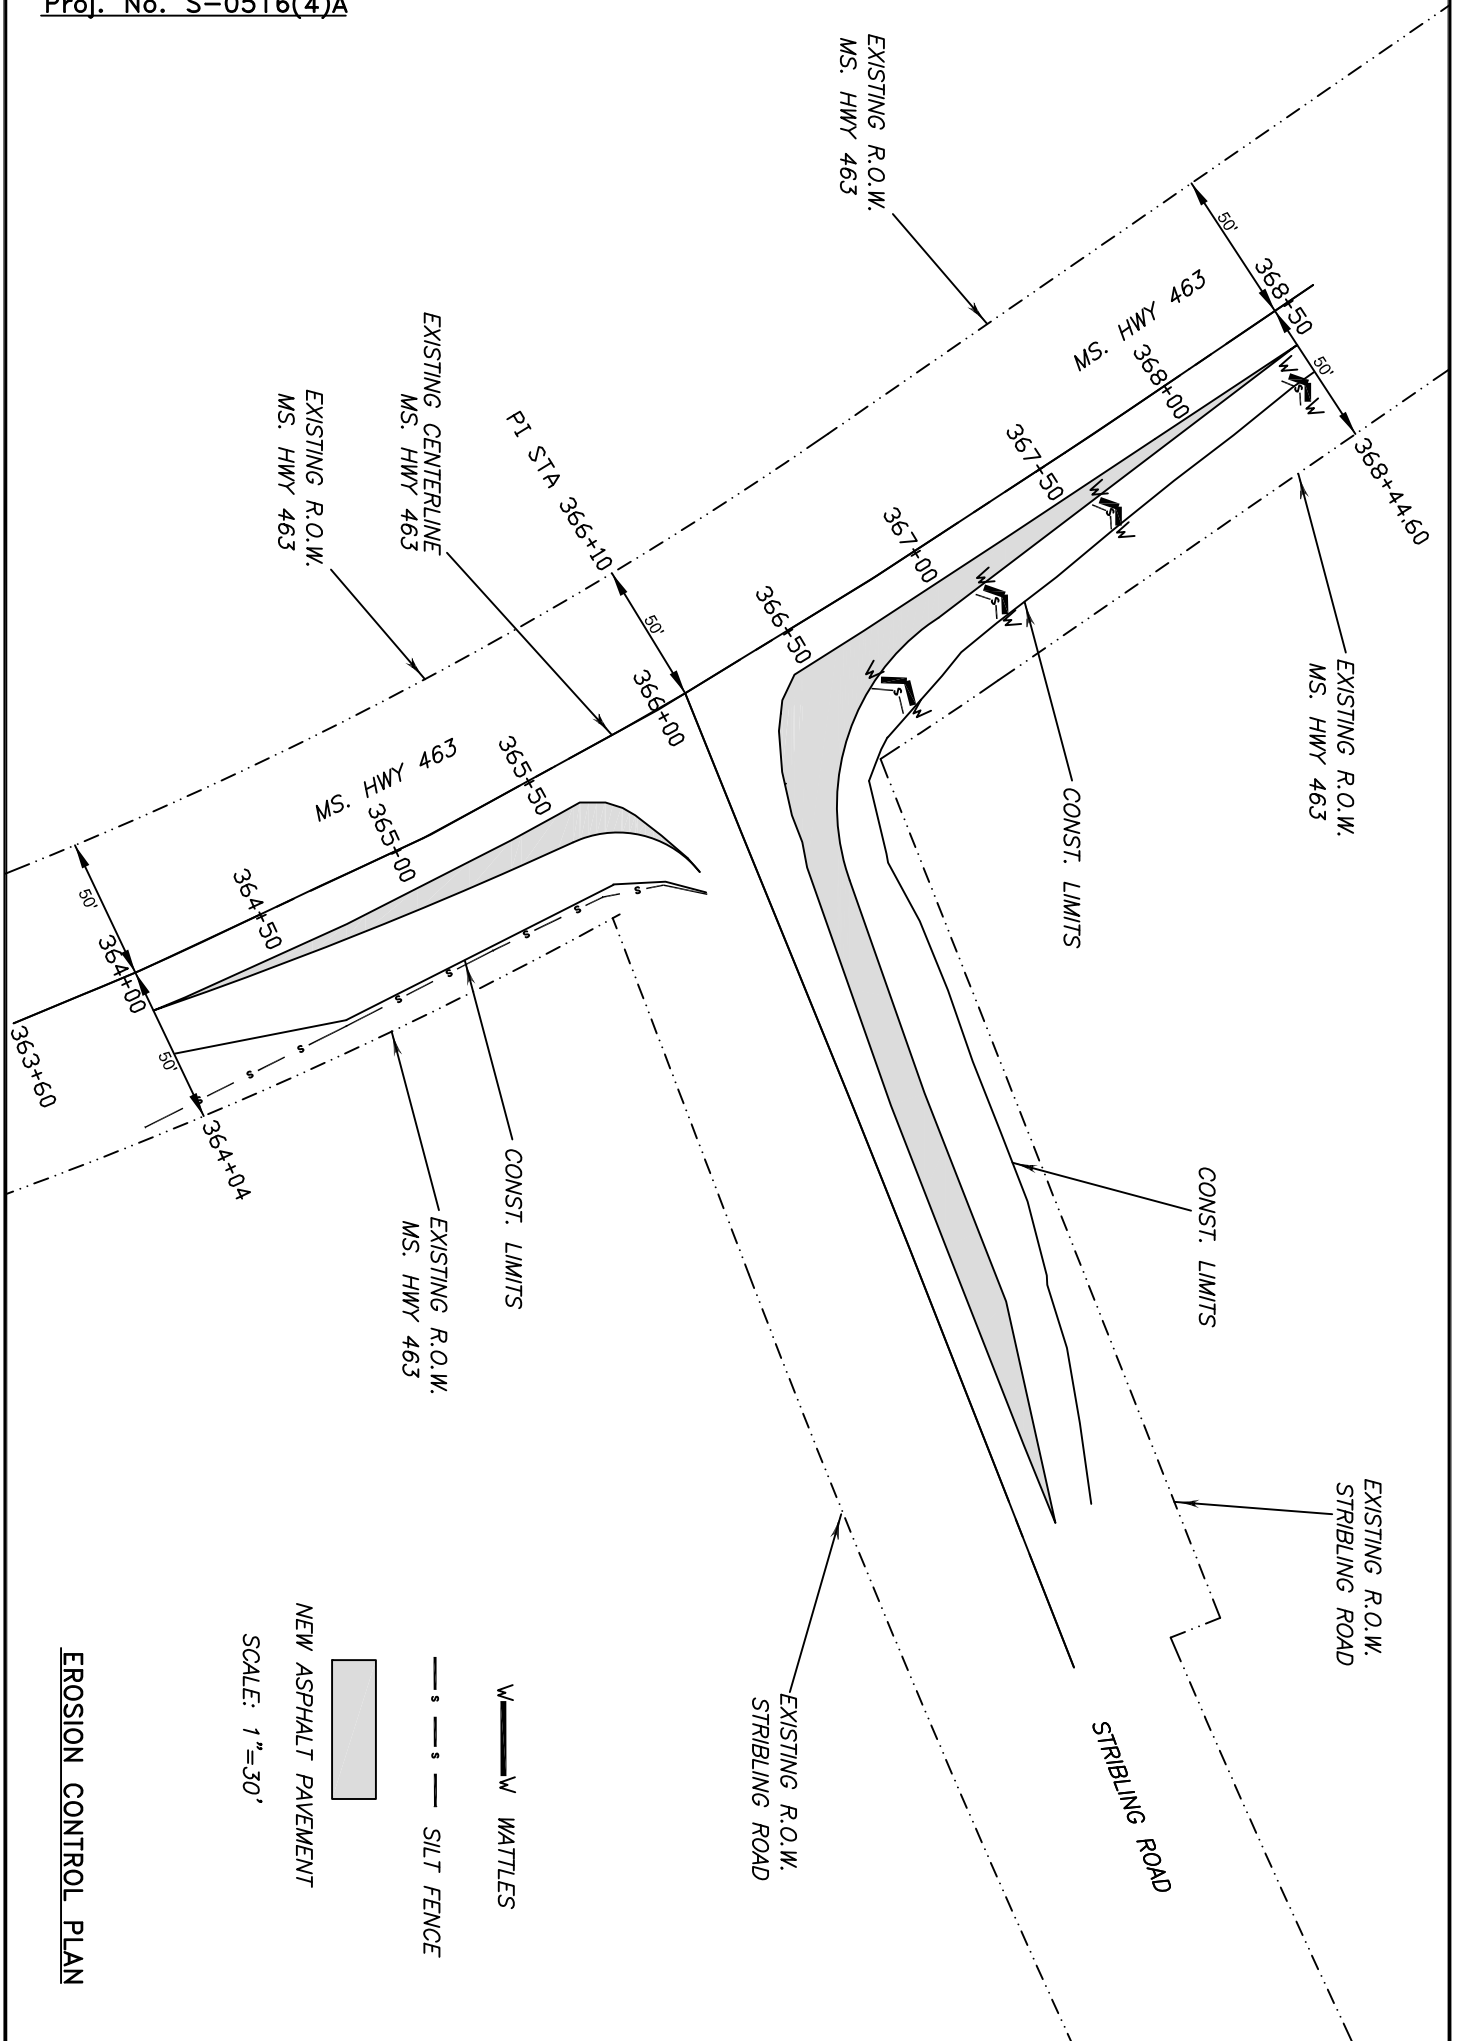 Proj. No. S-0516(4)A
EXISTING R.O.W.
MS. HWY 463
50'
368+50
50'
368+44.60
MS. HWY 463
368+00
367+50
367+00
366+50
W
s
W
W
s
W
W
s
W
W
s
W
EXISTING R.O.W.
MS. HWY 463
CONST. LIMITS
PI STA 366+10
50'
366+00
EXISTING CENTERLINE
MS. HWY 463
EXISTING R.O.W.
MS. HWY 463
365+50
MS. HWY 463
365+00
364+50
50'
364+00
50'
363+60
364+04
s
s
s
s
s
s
s
s
CONST. LIMITS
EXISTING R.O.W.
MS. HWY 463
CONST. LIMITS
EXISTING R.O.W.
STRIBLING ROAD
EXISTING R.O.W.
STRIBLING ROAD
STRIBLING ROAD
W W WATTLES
s s SILT FENCE
NEW ASPHALT PAVEMENT
SCALE: 1"=30'
EROSION CONTROL PLAN